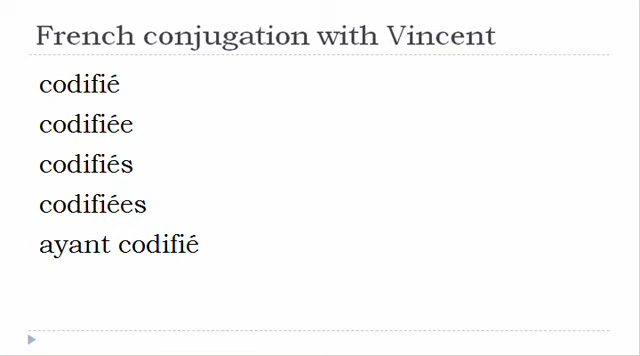 French conjugation with Vincent
codifié
codifiée
codifiés
codifiées
ayant codifié